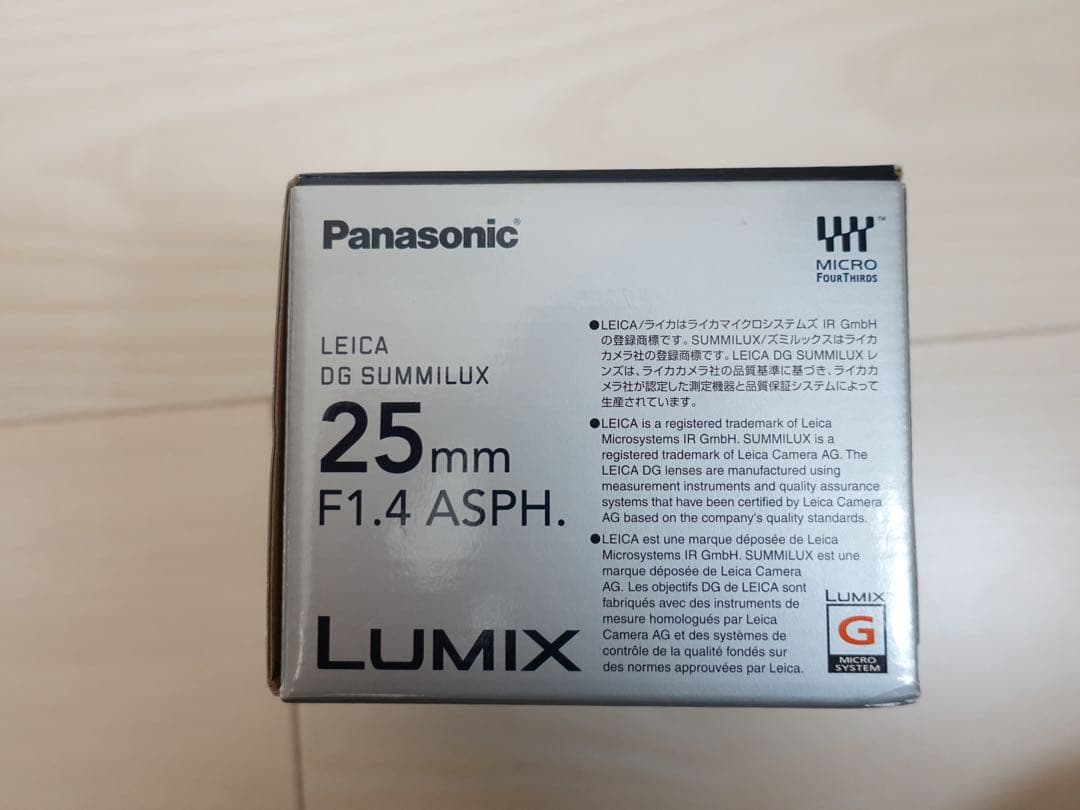 Panasonic®
MICRO
FOURTHIRDS
™
LEICA
DG SUMMILUX
25mm
F1.4 ASPH.
LUMIX
●LEICA/ライカはライカマイクロシステムズ IR GmbH
の登録商標です。SUMMILUX/ズミルックスはライカ
カメラ社の登録商標です。LEICA DG SUMMILUX レ
ンズは、ライカカメラ社の品質基準に基づき、ライカカ
メラ社が認定した測定機器と品質保証システムによって
生産されています。
●LEICA is a registered trademark of Leica
Microsystems IR GmbH. SUMMILUX is a
registered trademark of Leica Camera AG. The
LEICA DG lenses are manufactured using
measurement instruments and quality assurance
systems that have been certified by Leica Camera
AG based on the company's quality standards.
●LEICA est une marque déposée de Leica
Microsystems IR GmbH. SUMMILUX est une
marque déposée de Leica Camera
AG. Les objectifs DG de LEICA sont
fabriqués avec des instruments de
mesure homologués par Leica
Camera AG et des systèmes de
contrôle de la qualité fondés sur
des normes approuvées par Leica.
LUMIX
G
MICRO
SYSTEM